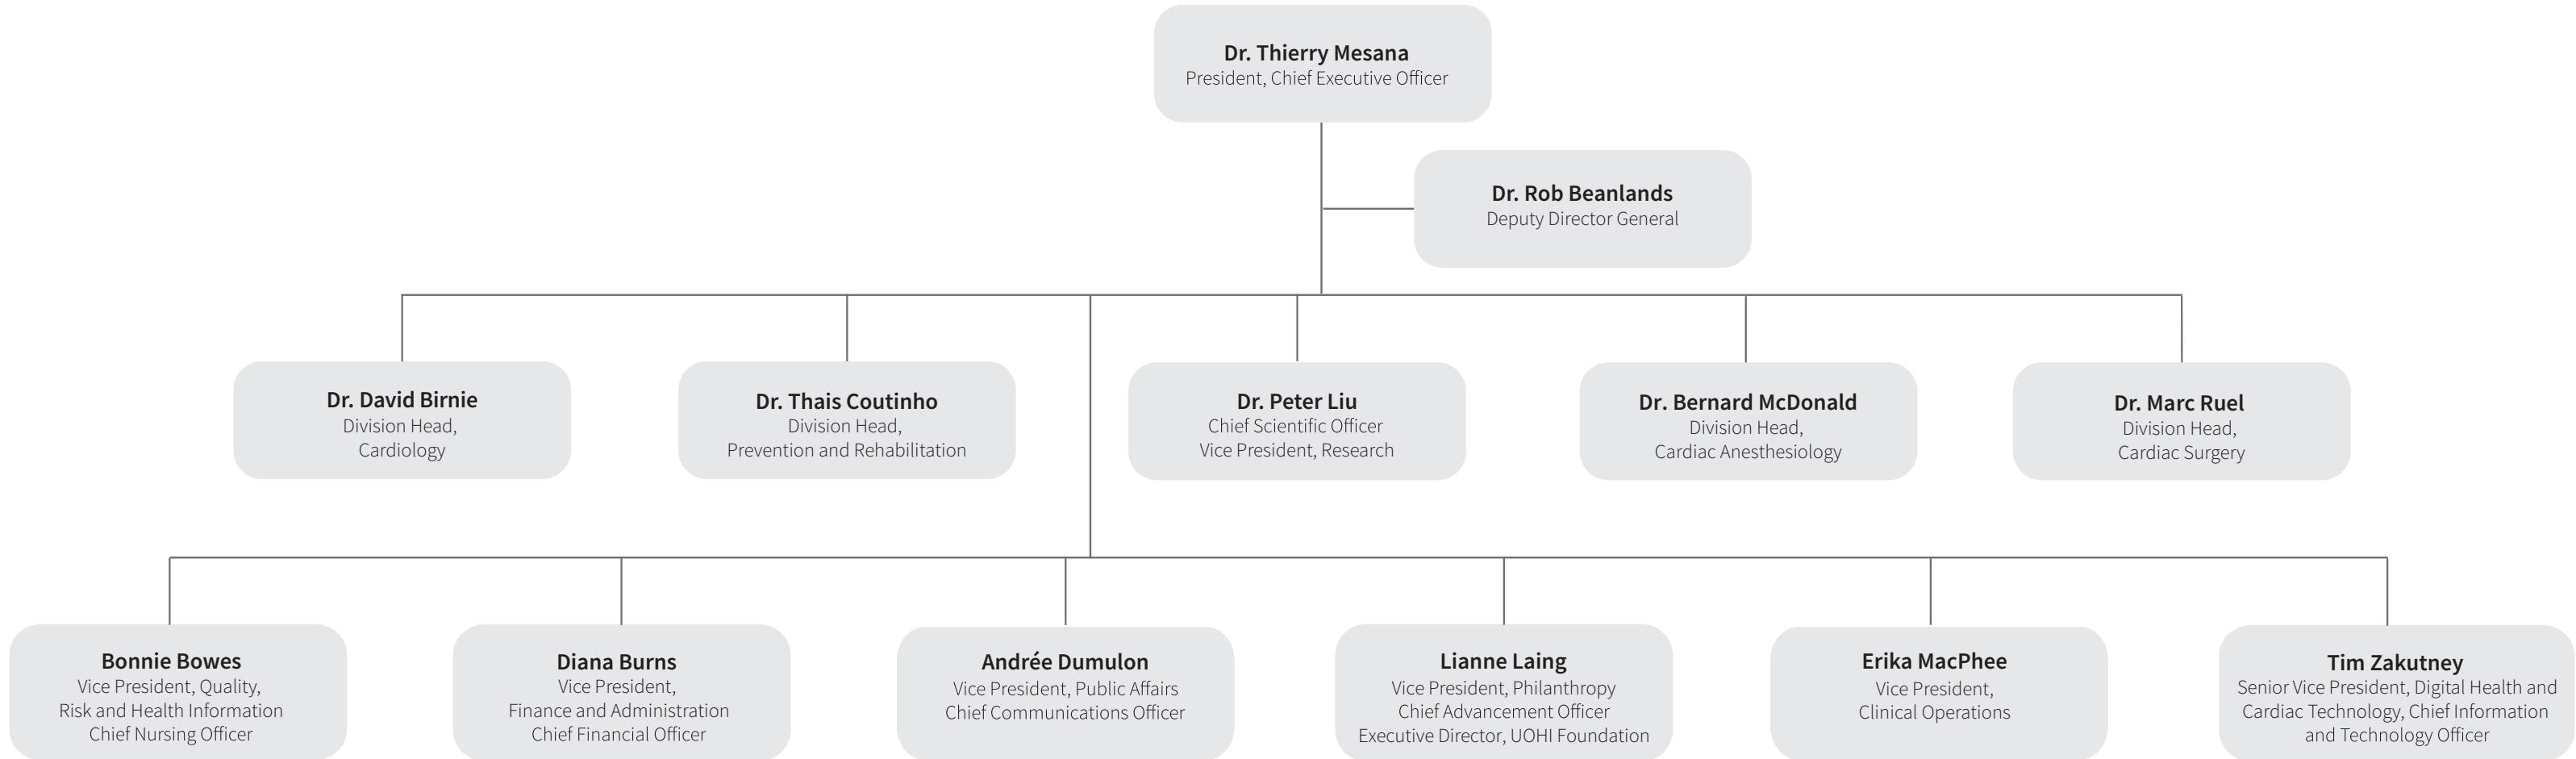 Dr. Thierry Mesana
President, Chief Executive Officer
Dr. Rob Beanlands
Deputy Director General
Dr. David Birnie
Division Head,
Cardiology
Dr. Thais Coutinho
Division Head,
Prevention and Rehabilitation
Dr. Peter Liu
Chief Scientific Officer
Vice President, Research
Dr. Bernard McDonald
Division Head,
Cardiac Anesthesiology
Dr. Marc Ruel
Division Head,
Cardiac Surgery
Bonnie Bowes
Vice President, Quality,
Risk and Health Information
Chief Nursing Officer
Diana Burns
Vice President,
Finance and Administration
Chief Financial Officer
Andrée Dumulon
Vice President, Public Affairs
Chief Communications Officer
Lianne Laing
Vice President, Philanthropy
Chief Advancement Officer
Executive Director, UOHI Foundation
Erika MacPhee
Vice President,
Clinical Operations
Tim Zakutney
Senior Vice President, Digital Health and
Cardiac Technology, Chief Information
and Technology Officer